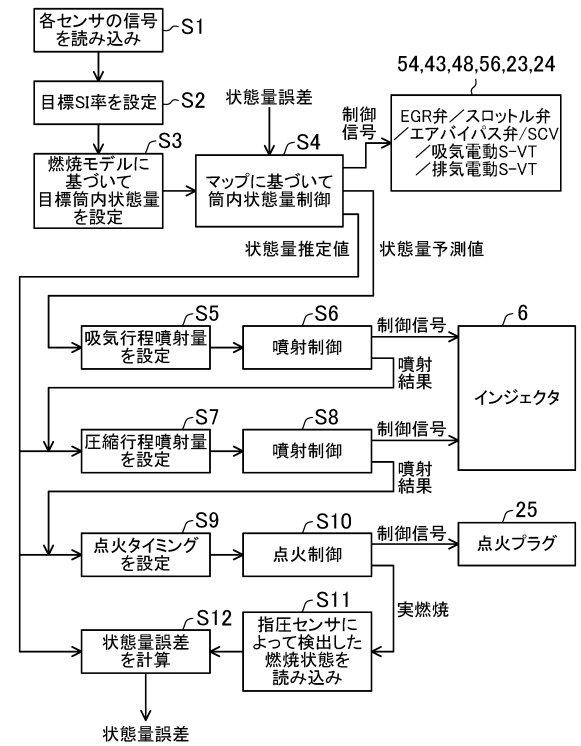 各センサの信号
を読み込み
S1
目標SI率を設定
S2
S3
燃焼モデルに
基づいて
目標筒内状態量
を設定
状態量誤差
S4
マップに基づいて
筒内状態量制御
制御
信号
54,43,48,56,23,24
EGR弁/スロットル弁
/エアバイパス弁/SCV
/吸気電動S-VT
/排気電動S-VT
状態量推定値
状態量予測値
S5
吸気行程噴射量
を設定
S6
噴射制御
制御信号
噴射
結果
6
インジェクタ
S7
圧縮行程噴射量
を設定
S8
噴射制御
制御信号
噴射
結果
S9
点火タイミング
を設定
S10
点火制御
制御信号
25
点火プラグ
実燃焼
S11
指圧センサに
よって検出した
燃焼状態を
読み込み
S12
状態量誤差
を計算
状態量誤差